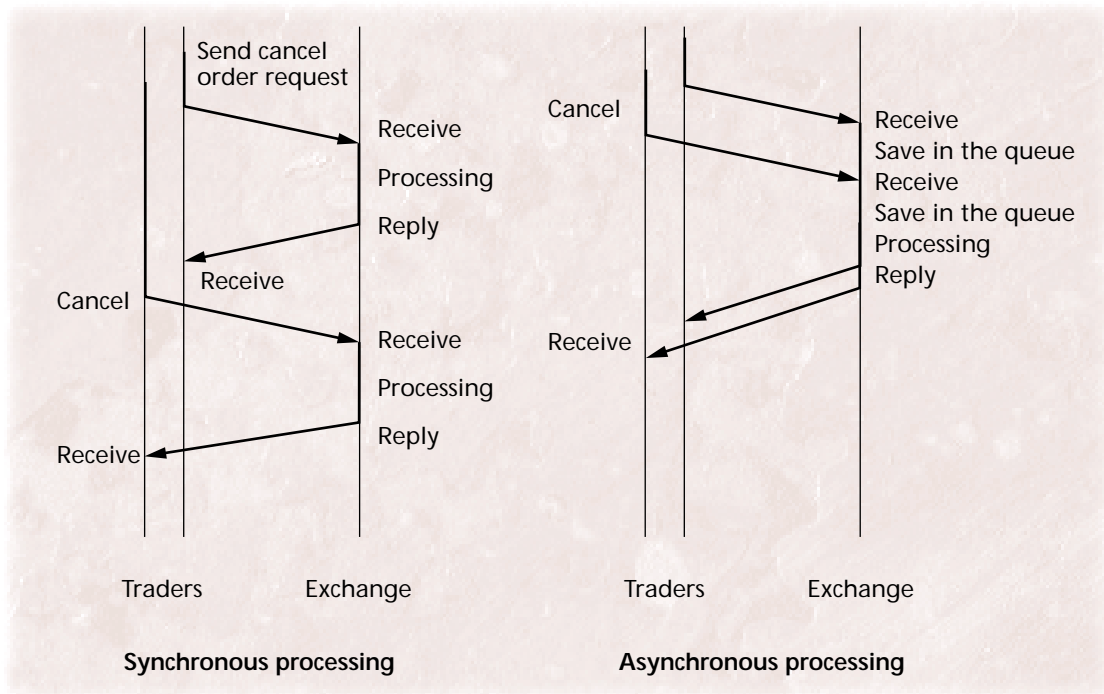 Send cancel
order request
Receive
Processing
Reply
Receive
Cancel
Receive
Processing
Reply
Receive
Traders
Exchange
Synchronous processing
Cancel
Receive
Save in the queue
Receive
Save in the queue
Processing
Reply
Receive
Traders
Exchange
Asynchronous processing